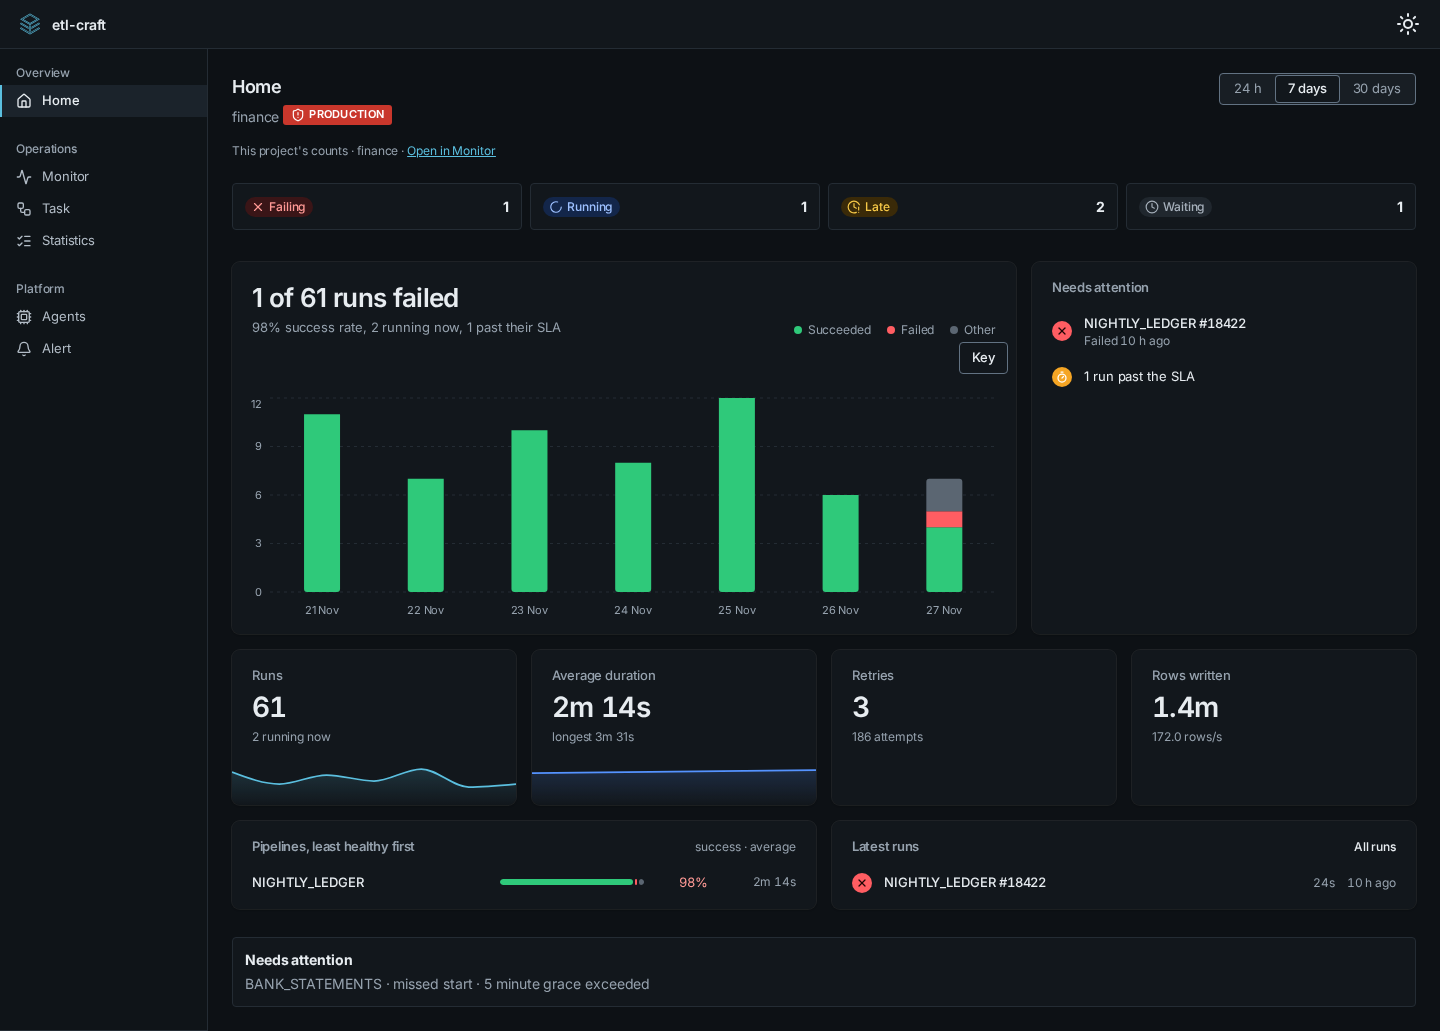 etl-craft
Overview
Home
Operations
Monitor
Task
Statistics
Platform
Agents
Alert
Home
finance PRODUCTION
24 h 7 days 30 days
This project's counts · finance · Open in Monitor
Failing 1
Running 1
Late 2
Waiting 1
1 of 61 runs failed
98% success rate, 2 running now, 1 past their SLA
Succeeded Failed Other
Key
12
9
6
3
0
21 Nov 22 Nov 23 Nov 24 Nov 25 Nov 26 Nov 27 Nov
Needs attention
NIGHTLY_LEDGER #18422
Failed 10 h ago
1 run past the SLA
Runs
61
2 running now
Average duration
2m 14s
longest 3m 31s
Retries
3
186 attempts
Rows written
1.4m
172.0 rows/s
Pipelines, least healthy first success · average
NIGHTLY_LEDGER 98% 2m 14s
Latest runs All runs
NIGHTLY_LEDGER #18422 24s 10 h ago
Needs attention
BANK_STATEMENTS · missed start · 5 minute grace exceeded